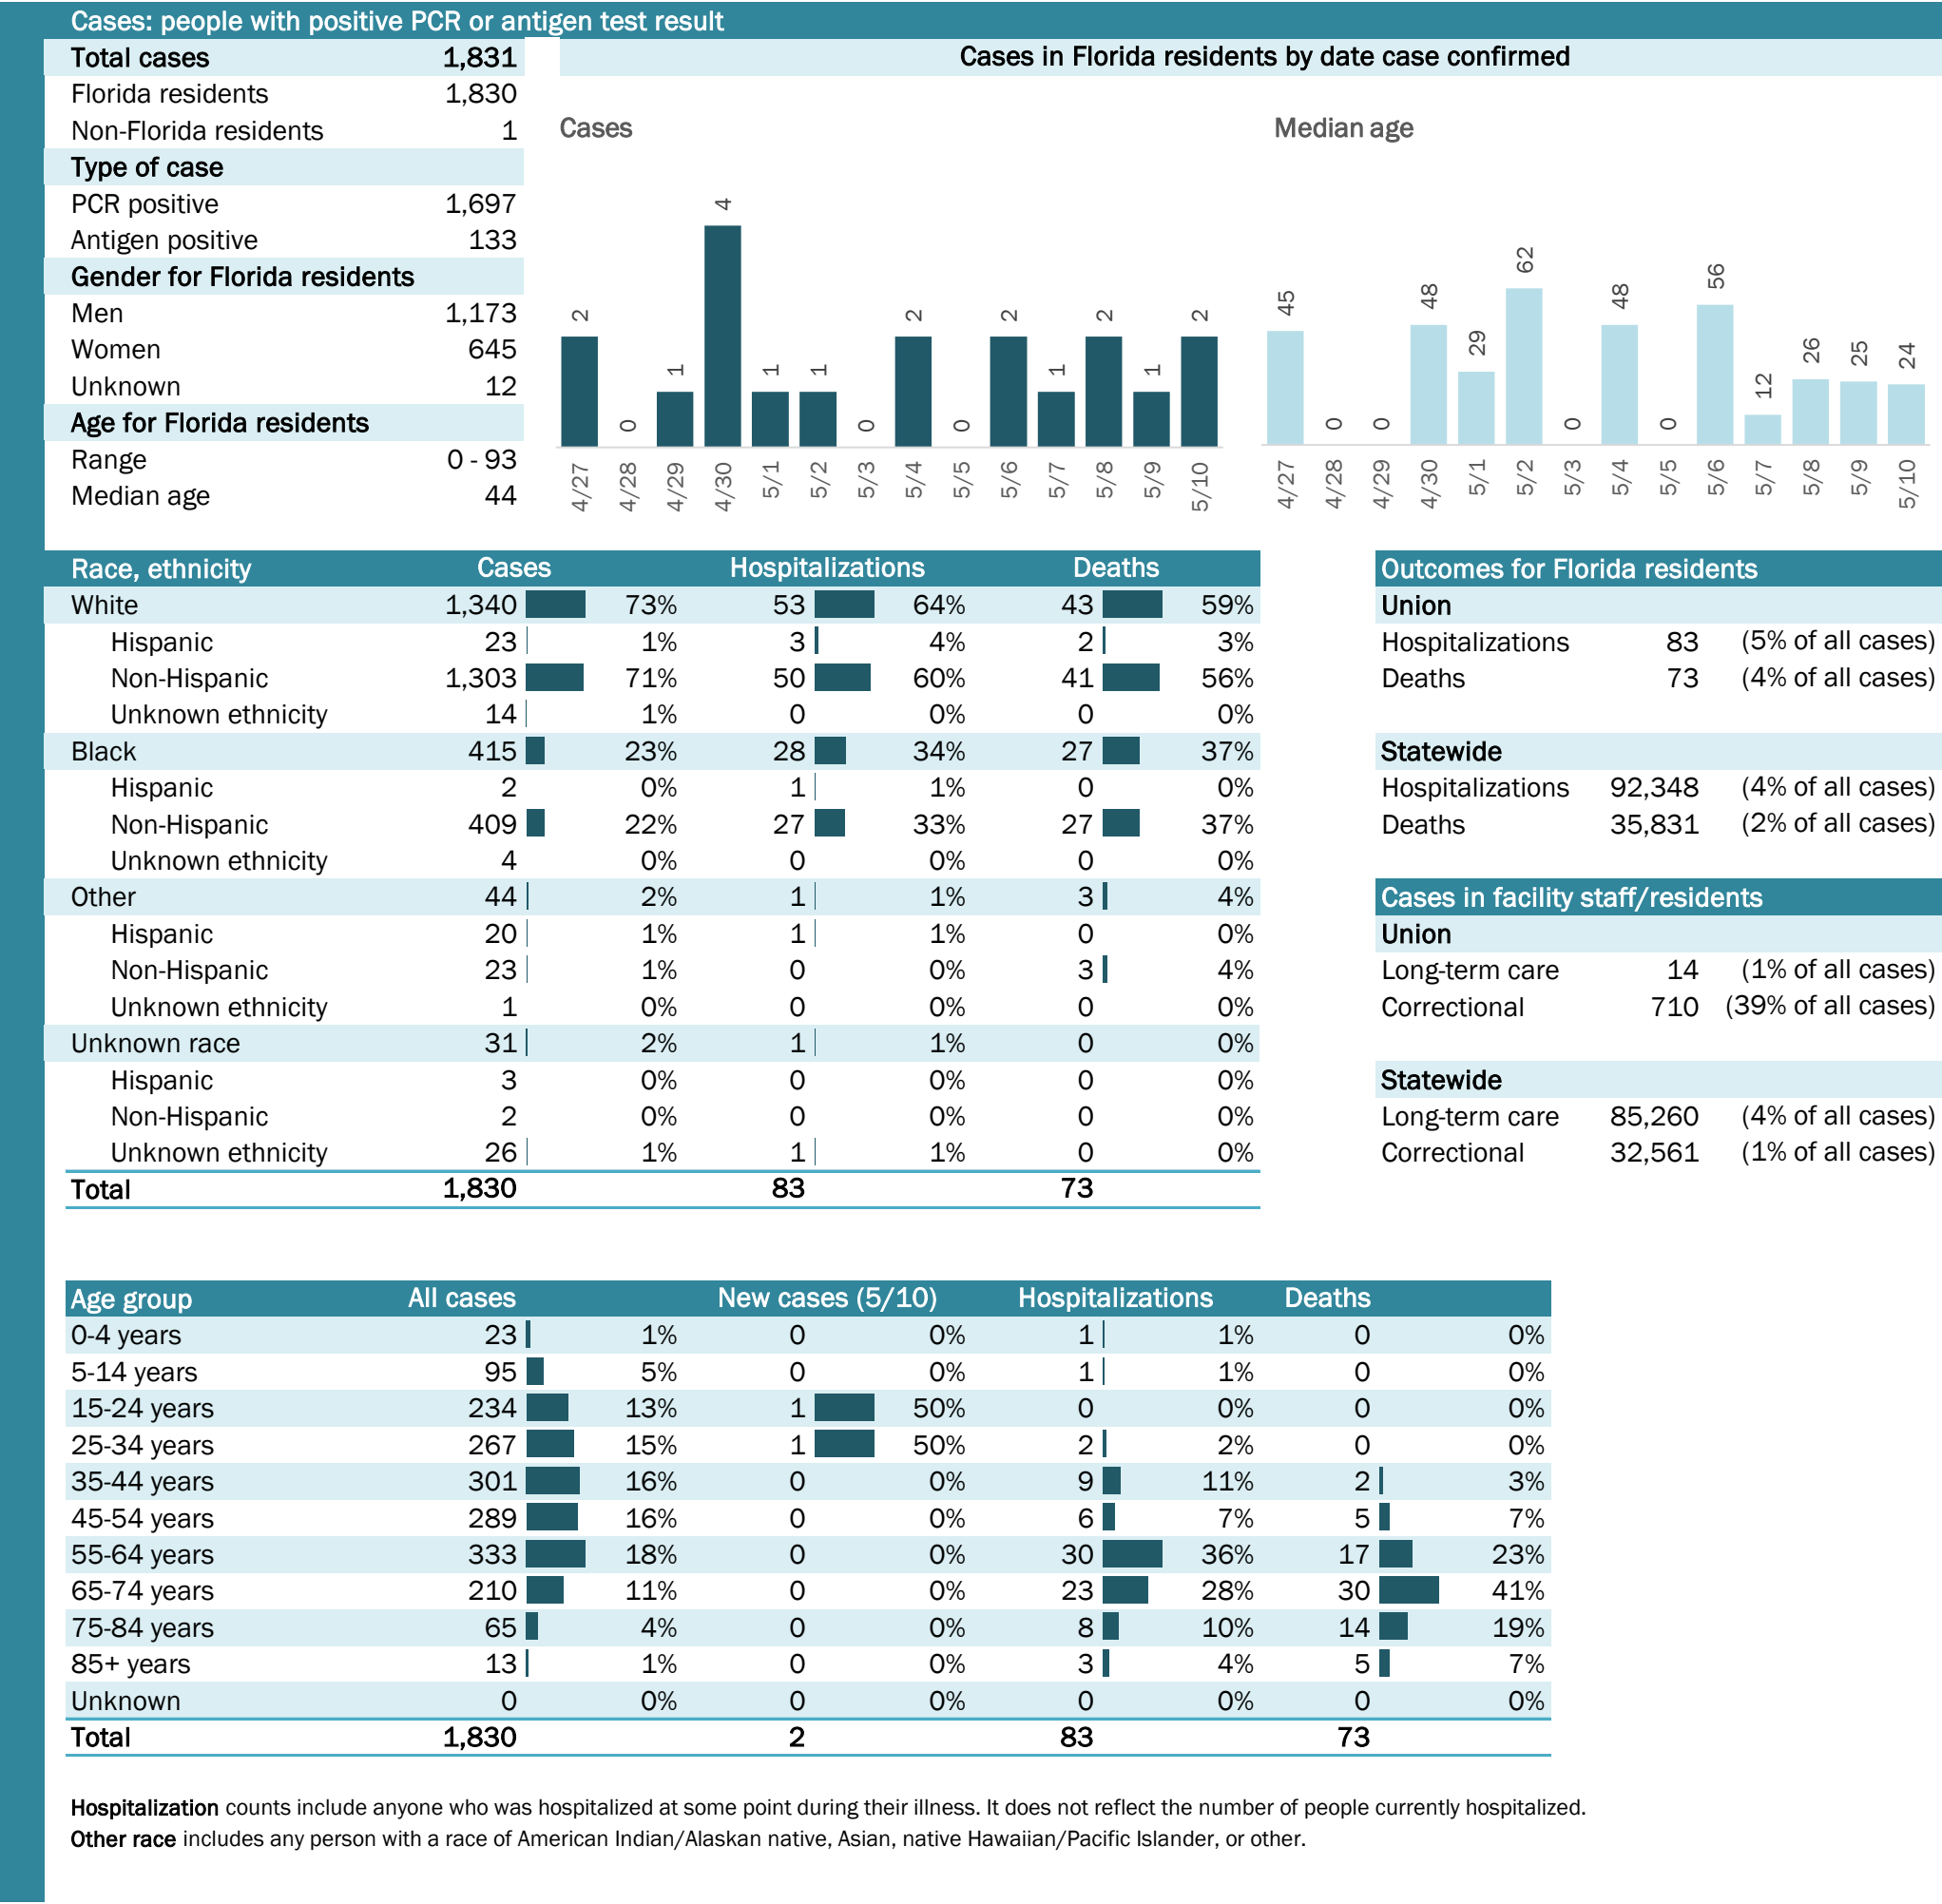 Cases: people with positive PCR or antigen test result
Total cases 1,831
Florida residents 1,830
Non-Florida residents 1
Type of case
PCR positive 1,697
Antigen positive 133
Gender for Florida residents
Men 1,173
Women 645
Unknown 12
Age for Florida residents
Range 0 - 93
Median age 44
Cases in Florida residents by date case confirmed
Cases
2 0 1 4 1 1 0 2 0 2 1 2 1 2
4/27 4/28 4/29 4/30 5/1 5/2 5/3 5/4 5/5 5/6 5/7 5/8 5/9 5/10
Median age
45 0 0 48 29 62 0 48 0 56 12 26 25 24
4/27 4/28 4/29 4/30 5/1 5/2 5/3 5/4 5/5 5/6 5/7 5/8 5/9 5/10
Race, ethnicity Cases Hospitalizations Deaths
White 1,340 73% 53 64% 43 59%
Hispanic 23 1% 3 4% 2 3%
Non-Hispanic 1,303 71% 50 60% 41 56%
Unknown ethnicity 14 1% 0 0% 0 0%
Black 415 23% 28 34% 27 37%
Hispanic 2 0% 1 1% 0 0%
Non-Hispanic 409 22% 27 33% 27 37%
Unknown ethnicity 4 0% 0 0% 0 0%
Other 44 2% 1 1% 3 4%
Hispanic 20 1% 1 1% 0 0%
Non-Hispanic 23 1% 0 0% 3 4%
Unknown ethnicity 1 0% 0 0% 0 0%
Unknown race 31 2% 1 1% 0 0%
Hispanic 3 0% 0 0% 0 0%
Non-Hispanic 2 0% 0 0% 0 0%
Unknown ethnicity 26 1% 1 1% 0 0%
Total 1,830 83 73
Outcomes for Florida residents
Union
Hospitalizations 83 (5% of all cases)
Deaths 73 (4% of all cases)
Statewide
Hospitalizations 92,348 (4% of all cases)
Deaths 35,831 (2% of all cases)
Cases in facility staff/residents
Union
Long-term care 14 (1% of all cases)
Correctional 710 (39% of all cases)
Statewide
Long-term care 85,260 (4% of all cases)
Correctional 32,561 (1% of all cases)
Age group All cases New cases (5/10) Hospitalizations Deaths
0-4 years 23 1% 0 0% 1 1% 0 0%
5-14 years 95 5% 0 0% 1 1% 0 0%
15-24 years 234 13% 1 50% 0 0% 0 0%
25-34 years 267 15% 1 50% 2 2% 0 0%
35-44 years 301 16% 0 0% 9 11% 2 3%
45-54 years 289 16% 0 0% 6 7% 5 7%
55-64 years 333 18% 0 0% 30 36% 17 23%
65-74 years 210 11% 0 0% 23 28% 30 41%
75-84 years 65 4% 0 0% 8 10% 14 19%
85+ years 13 1% 0 0% 3 4% 5 7%
Unknown 0 0% 0 0% 0 0% 0 0%
Total 1,830 2 83 73
Hospitalization counts include anyone who was hospitalized at some point during their illness. It does not reflect the number of people currently hospitalized.
Other race includes any person with a race of American Indian/Alaskan native, Asian, native Hawaiian/Pacific Islander, or other.